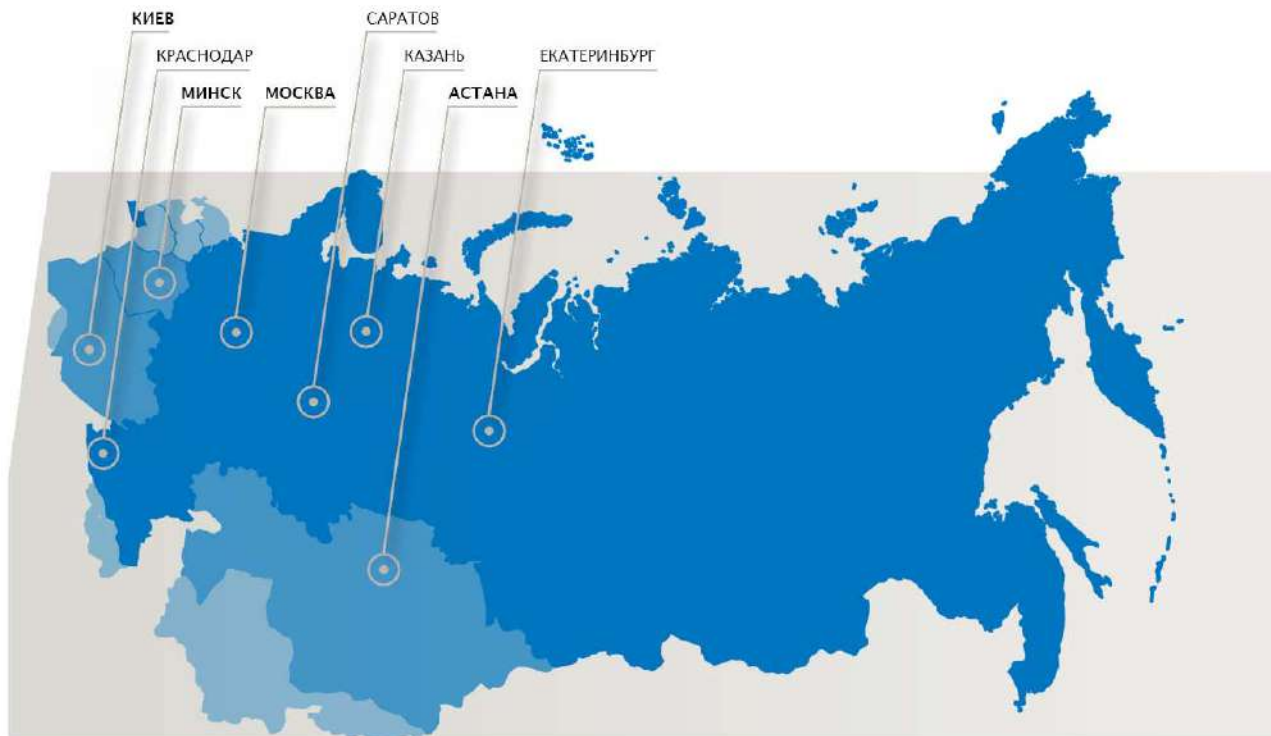 КИЕВ
САРАТОВ
КРАСНОДАР
КАЗАНЬ
ЕКАТЕРИНБУРГ
МИНСК
МОСКВА
АСТАНА